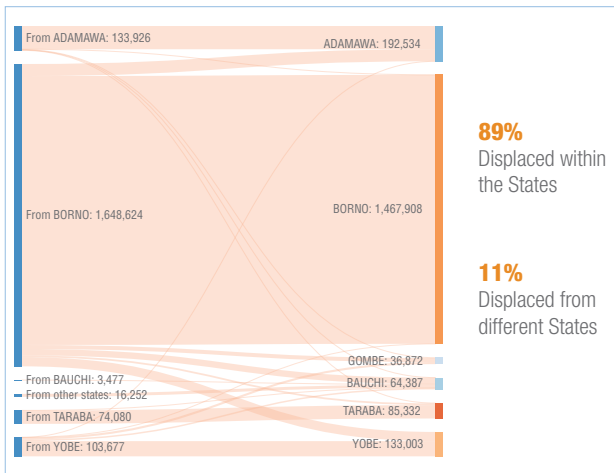 From ADAMAWA: 133,926
ADAMAWA: 192,534
From BORNO: 1,648,624
BORNO: 1,467,908
GOMBE: 36,872
From BAUCHI: 3,477
BAUCHI: 64,387
From other states: 16,252
From TARABA: 74,080
TARABA: 85,332
From YOBE: 103,677
YOBE: 133,003
89%
Displaced within
the States
11%
Displaced from
different States